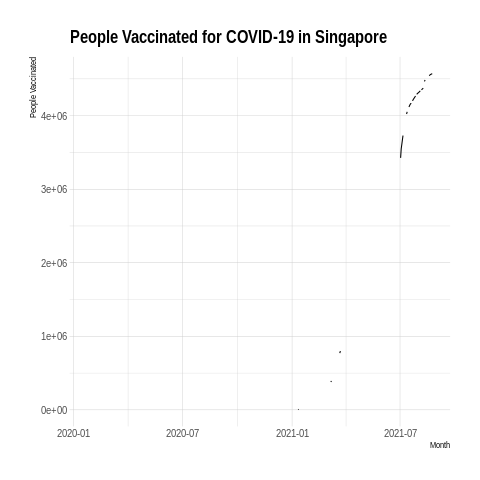 People Vaccinated for COVID-19 in Singapore
People Vaccinated
4e+06
3e+06
2e+06
1e+06
0e+00
2020-01 2020-07 2021-01 2021-07
Month